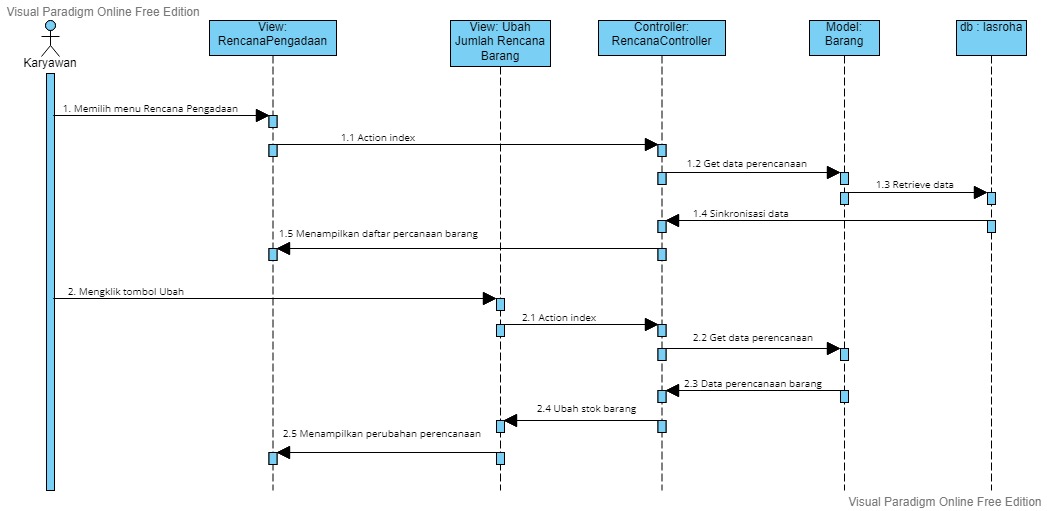 Visual Paradigm Online Free Edition
Karyawan
View:
RencanaPengadaan
View: Ubah
Jumlah Rencana
Barang
Controller:
RencanaController
Model:
Barang
db : lasroha
1. Memilih menu Rencana Pengadaan
1.1 Action index
1.2 Get data perencanaan
1.3 Retrieve data
1.4 Sinkronisasi data
1.5 Menampilkan daftar percanaan barang
2. Mengklik tombol Ubah
2.1 Action index
2.2 Get data perencanaan
2.3 Data perencanaan barang
2.4 Ubah stok barang
2.5 Menampilkan perubahan perencanaan
Visual Paradigm Online Free Edition